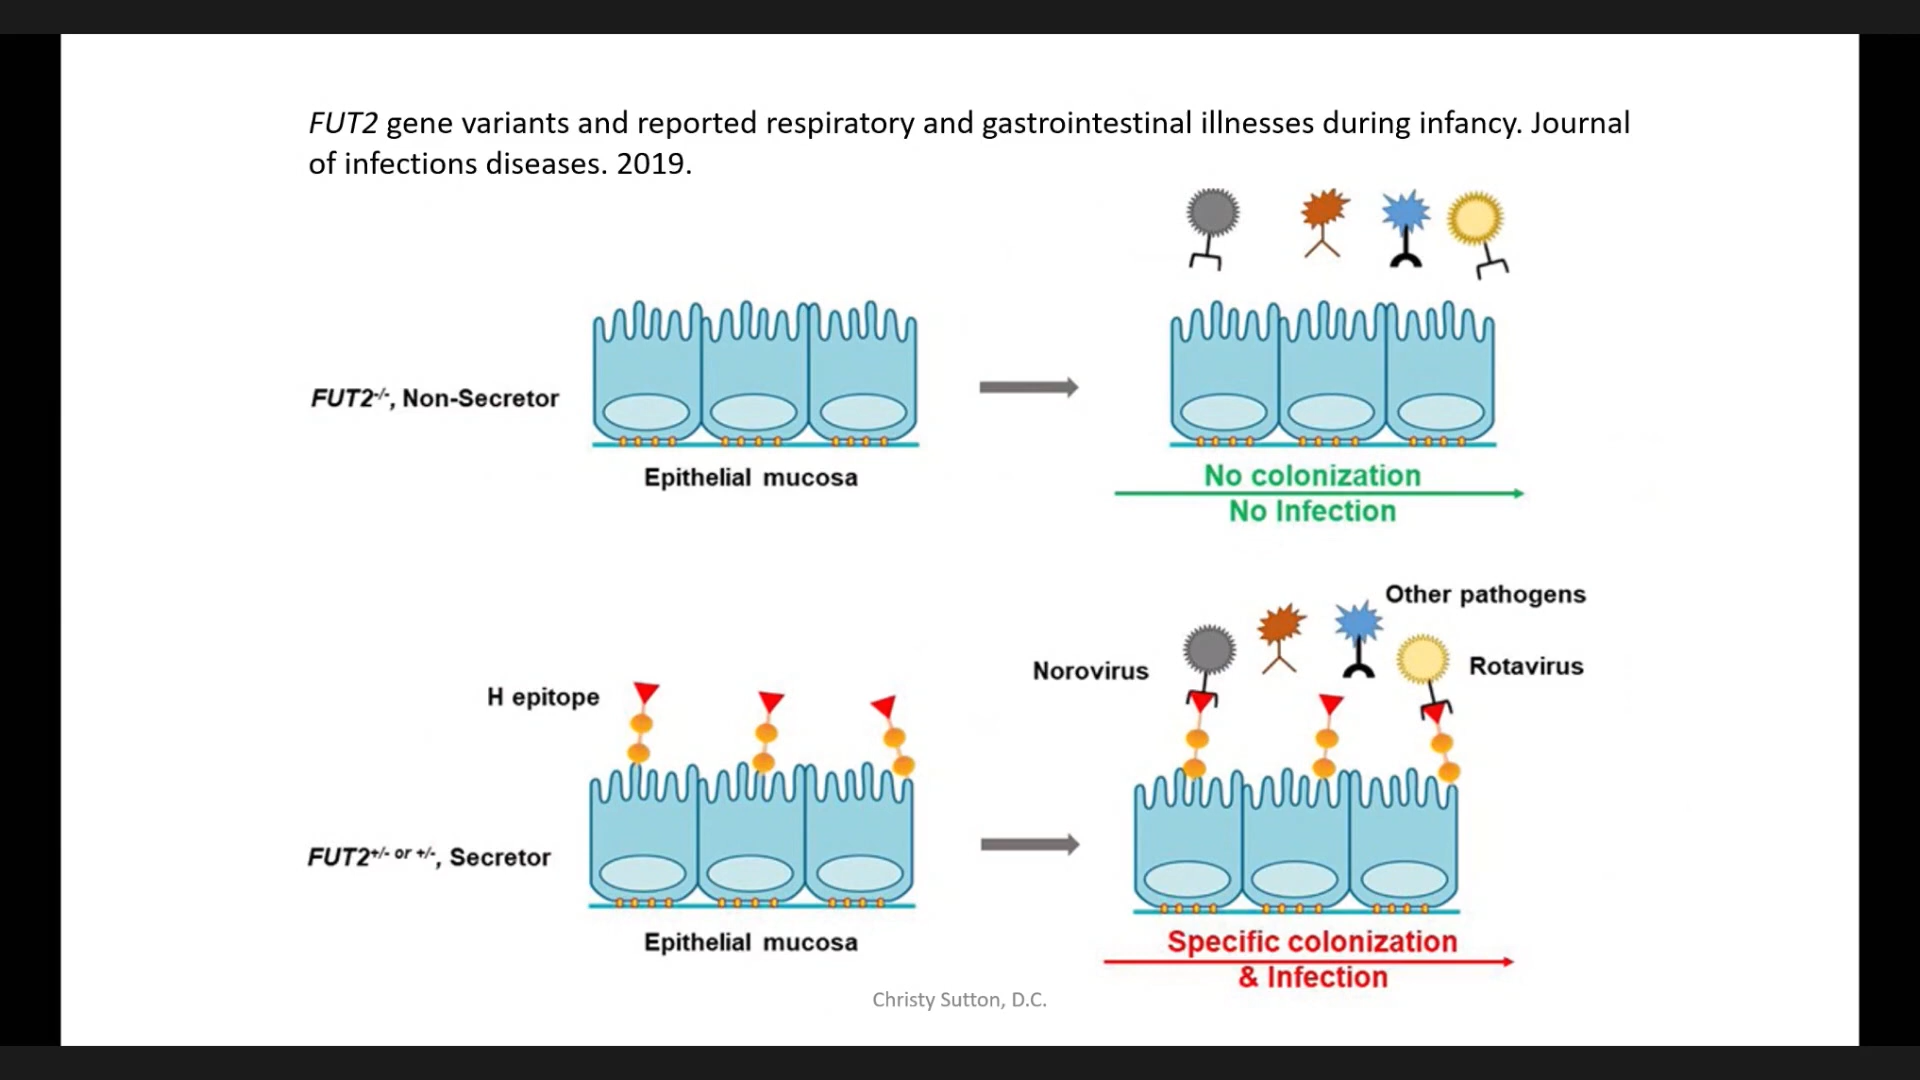 FUT2 gene variants and reported respiratory and gastrointestinal illnesses during infancy. Journal
of infections diseases. 2019.
FUT2-/-, Non-Secretor
Epithelial mucosa
No colonization
No Infection
Other pathogens
Norovirus
Rotavirus
H epitope
FUT2+/- or +/-, Secretor
Epithelial mucosa
Specific colonization
& Infection
Christy Sutton, D.C.